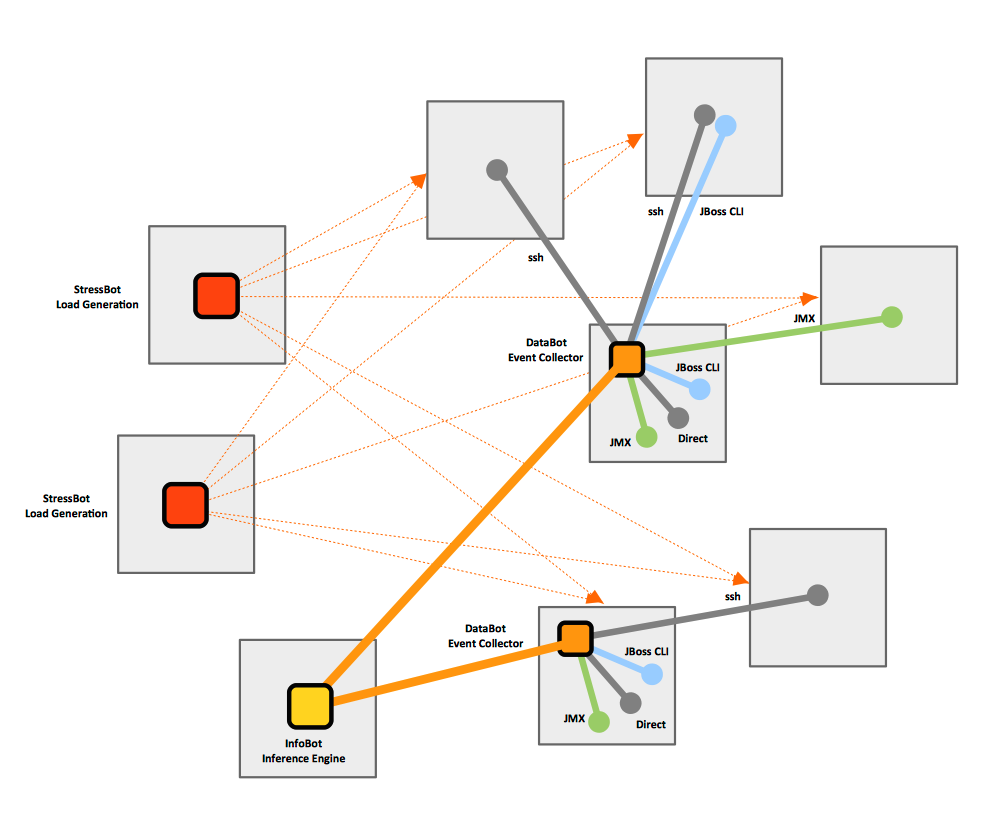 ssh
JBoss CLI
ssh
StressBot
Load Generation
JMX
DataBot
Event Collector
JBoss CLI
Direct
JMX
StressBot
Load Generation
ssh
DataBot
Event Collector
JBoss CLI
JMX
Direct
InfoBot
Inference Engine